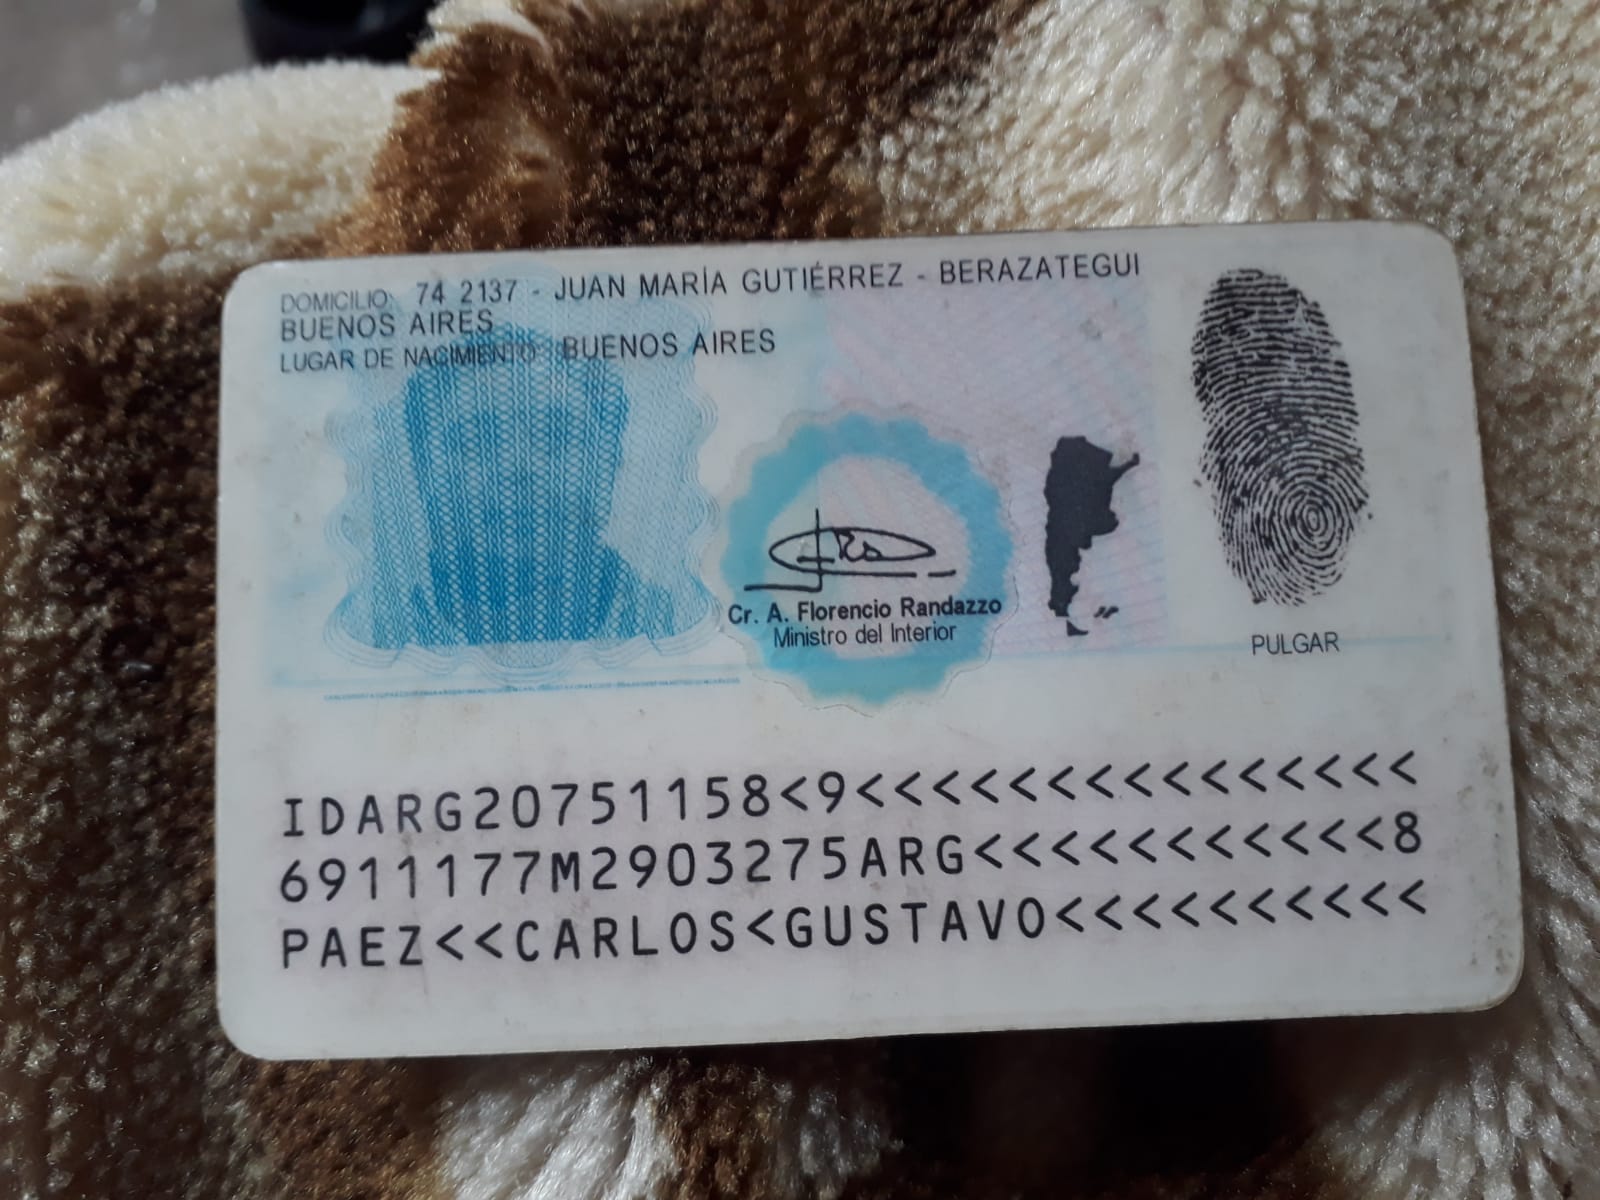 DOMICILIO: 74 2137 - JUAN MARÍA GUTIÉRREZ - BERAZATEGUI
BUENOS AIRES
LUGAR DE NACIMIENTO: BUENOS AIRES
Cr. A. Florencio Randazzo
Ministro del Interior
PULGAR
IDARG20751158<9<<<<<<<<<<<<<<<
6911177M2903275ARG<<<<<<<<<<<8
PAEZ<<CARLOS<GUSTAVO<<<<<<<<<<